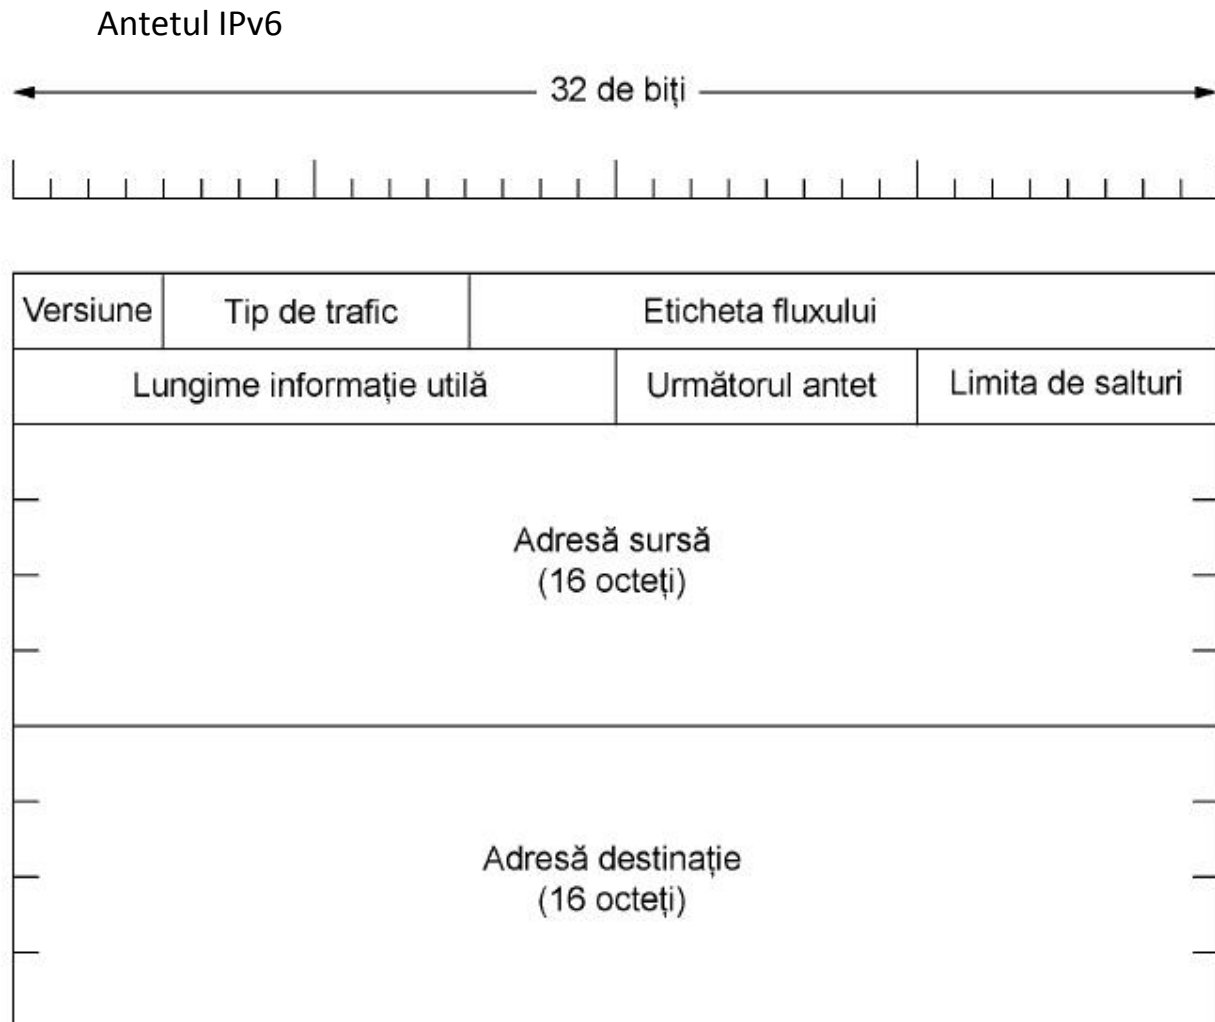 Antetul IPv6
32 de biți
Versiune Tip de trafic Eticheta fluxului
Lungime informație utilă Următorul antet Limita de salturi
Adresă sursă
(16 octeți)
Adresă destinație
(16 octeți)